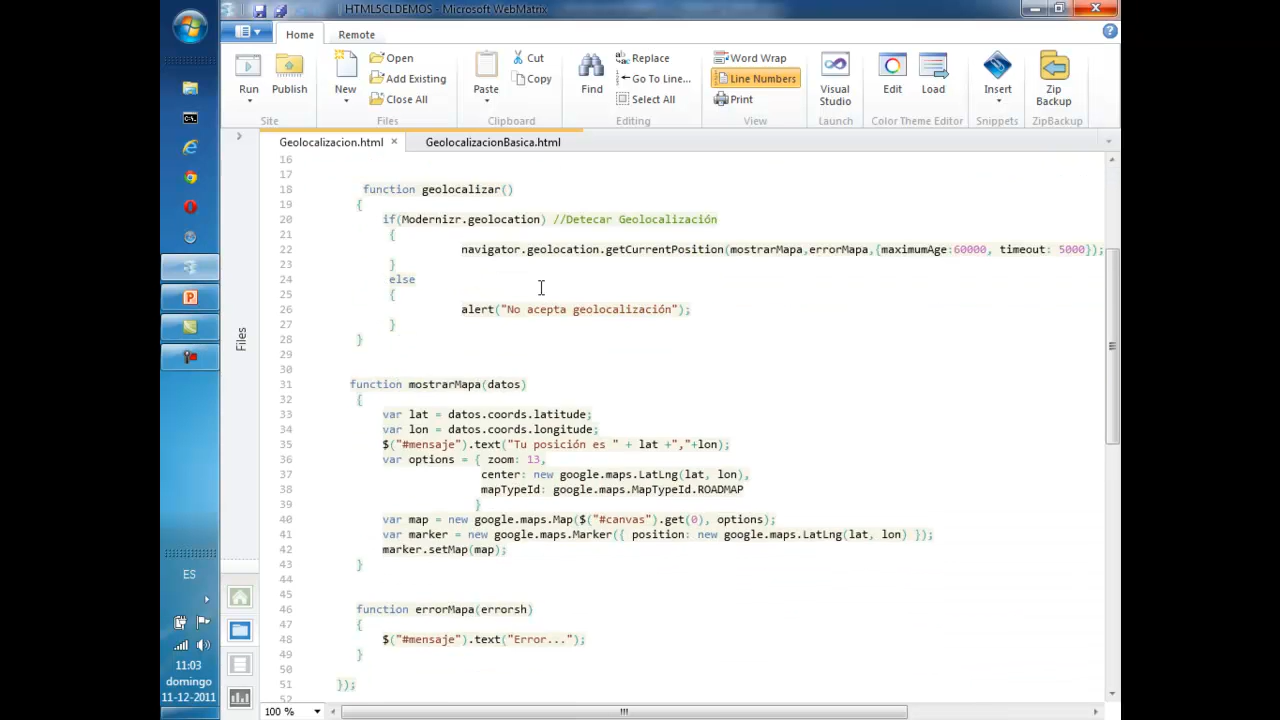 HTML5CLDEMOS - Microsoft WebMatrix
Home Remote
Run Publish New Open Add Existing Close All Paste Cut Copy Find Replace Go To Line... Select All Word Wrap Line Numbers Print Visual Studio Edit Load Insert Zip Backup
Site Files Clipboard Editing View Launch Color Theme Editor Snippets ZipBackup
Geolocalizacion.html GeolocalizacionBasica.html
Files
16
17
18 function geolocalizar()
19 {
20 if(Modernizr.geolocation) //Detecar Geolocalización
21 {
22 navigator.geolocation.getCurrentPosition(mostrarMapa,errorMapa,{maximumAge:60000, timeout: 5000});
23 }
24 else
25 {
26 alert("No acepta geolocalización");
27 }
28 }
29
30
31 function mostrarMapa(datos)
32 {
33 var lat = datos.coords.latitude;
34 var lon = datos.coords.longitude;
35 $("#mensaje").text("Tu posición es " + lat +","+lon);
36 var options = { zoom: 13,
37 center: new google.maps.LatLng(lat, lon),
38 mapTypeId: google.maps.MapTypeId.ROADMAP
39 }
40 var map = new google.maps.Map($("#canvas").get(0), options);
41 var marker = new google.maps.Marker({ position: new google.maps.LatLng(lat, lon) });
42 marker.setMap(map);
43 }
44
45
46 function errorMapa(errorsh)
47 {
48 $("#mensaje").text("Error...");
49 }
50
51 });
52
100 %
ES
11:03
domingo
11-12-2011